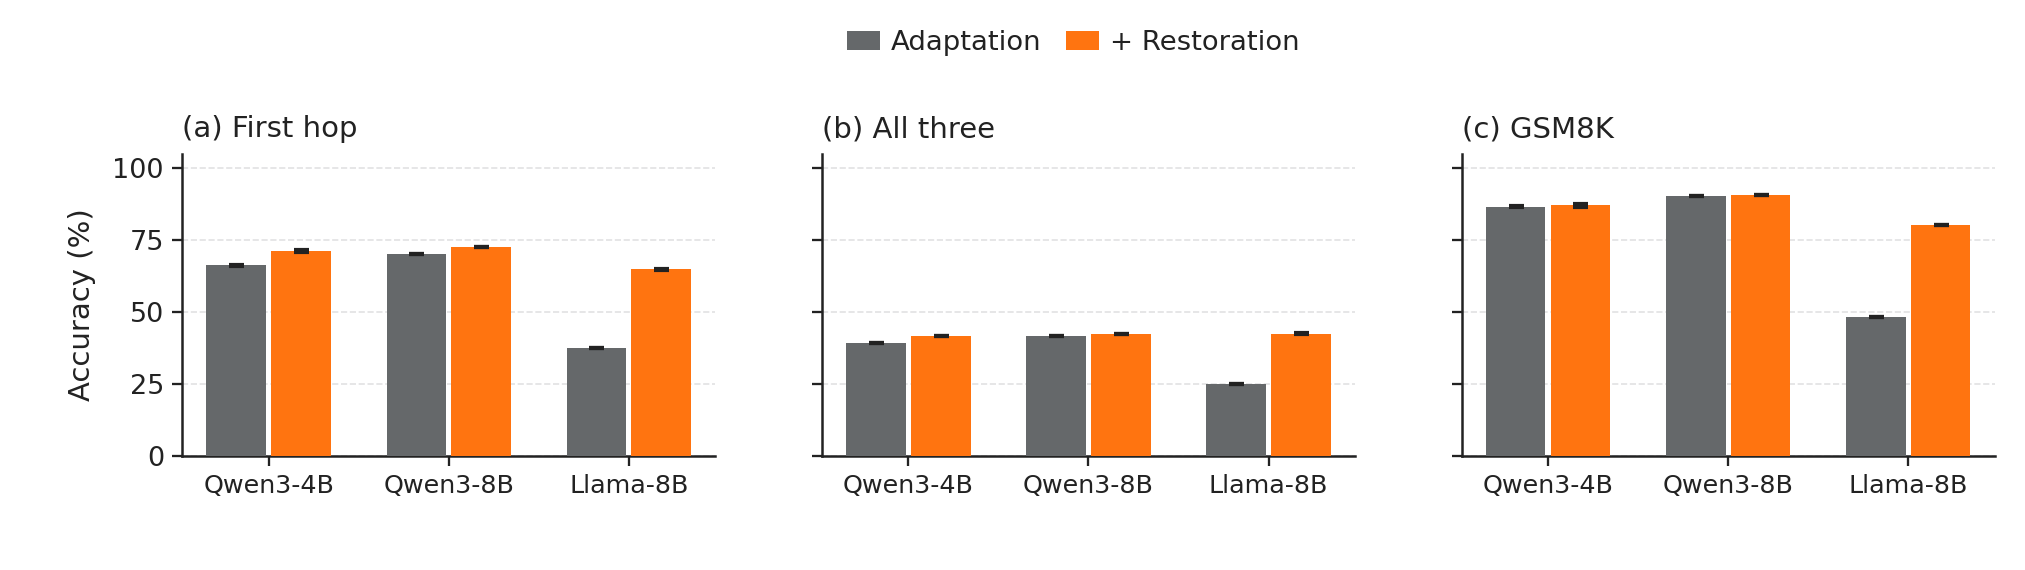 Adaptation + Restoration
(a) First hop
(b) All three
(c) GSM8K
Accuracy (%)
100
75
50
25
0
Qwen3-4B Qwen3-8B Llama-8B
Qwen3-4B Qwen3-8B Llama-8B
Qwen3-4B Qwen3-8B Llama-8B